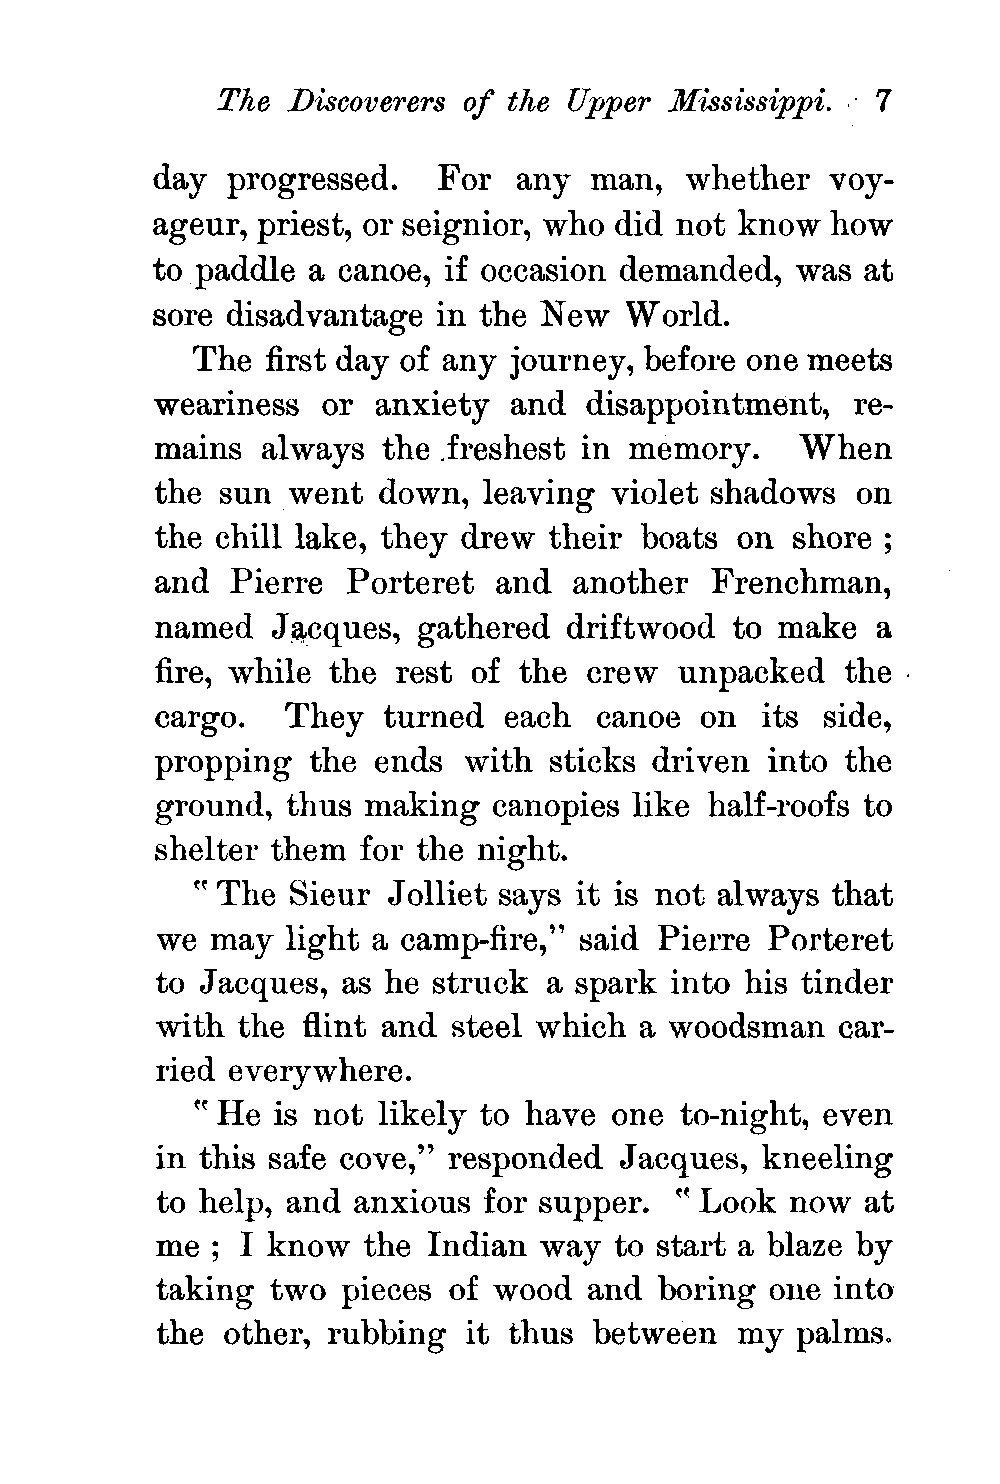 The Discoverers of the Upper Mississippi. 7
day progressed. For any man, whether voy-
ageur, priest, or seignior, who did not know how
to paddle a canoe, if occasion demanded, was at
sore disadvantage in the New World.
The first day of any journey, before one meets
weariness or anxiety and disappointment, re-
mains always the freshest in memory. When
the sun went down, leaving violet shadows on
the chill lake, they drew their boats on shore ;
and Pierre Porteret and another Frenchman,
named Jacques, gathered driftwood to make a
fire, while the rest of the crew unpacked the
cargo. They turned each canoe on its side,
propping the ends with sticks driven into the
ground, thus making canopies like half-roofs to
shelter them for the night.
"The Sieur Jolliet says it is not always that
we may light a camp-fire," said Pierre Porteret
to Jacques, as he struck a spark into his tinder
with the flint and steel which a woodsman car-
ried everywhere.
"He is not likely to have one to-night, even
in this safe cove," responded Jacques, kneeling
to help, and anxious for supper. "Look now at
me ; I know the Indian way to start a blaze by
taking two pieces of wood and boring one into
the other, rubbing it thus between my palms.